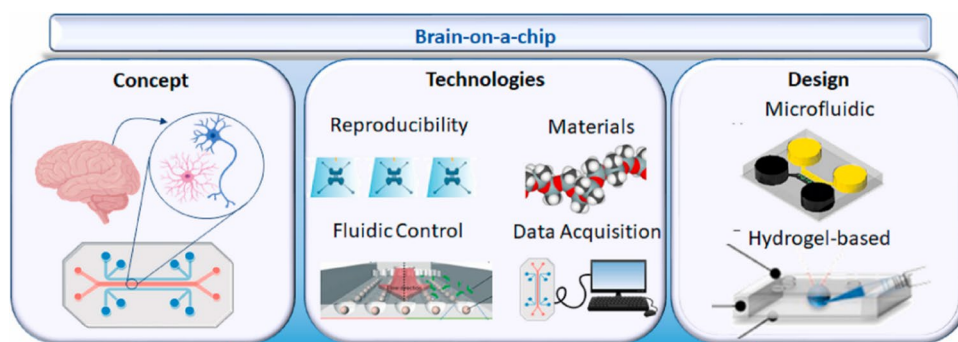 Brain-on-a-chip
Concept
Technologies
Reproducibility
Materials
Fluidic Control
Data Acquisition
Design
Microfluidic
Hydrogel-based